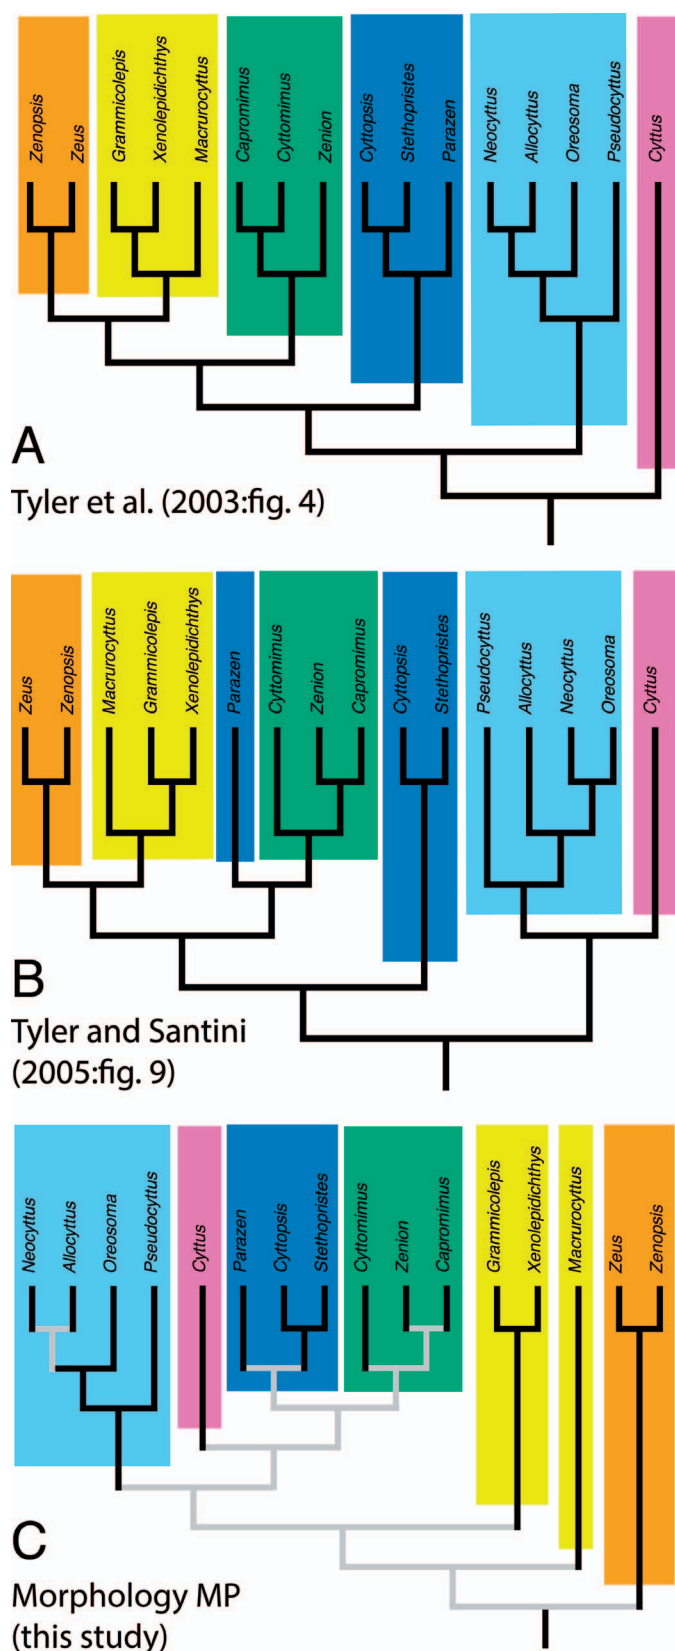 Zenopsis
Zeus
Grammicolepis
Xenolepidichthys
Macrurocyttus
Capromimus
Cyttomimus
Zenion
Cyttopsis
Stethopristes
Parazen
Neocyttus
Allocyttus
Oreosoma
Pseudocyttus
Cyttus
A
Tyler et al. (2003:fig. 4)
Zeus
Zenopsis
Macrurocyttus
Grammicolepis
Xenolepidichthys
Parazen
Cyttomimus
Zenion
Capromimus
Cyttopsis
Stethopristes
Pseudocyttus
Allocyttus
Neocyttus
Oreosoma
Cyttus
B
Tyler and Santini
(2005:fig. 9)
Neocyttus
Allocyttus
Oreosoma
Pseudocyttus
Cyttus
Parazen
Cyttopsis
Stethopristes
Cyttomimus
Zenion
Capromimus
Grammicolepis
Xenolepidichthys
Macrurocyttus
Zeus
Zenopsis
C
Morphology MP
(this study)